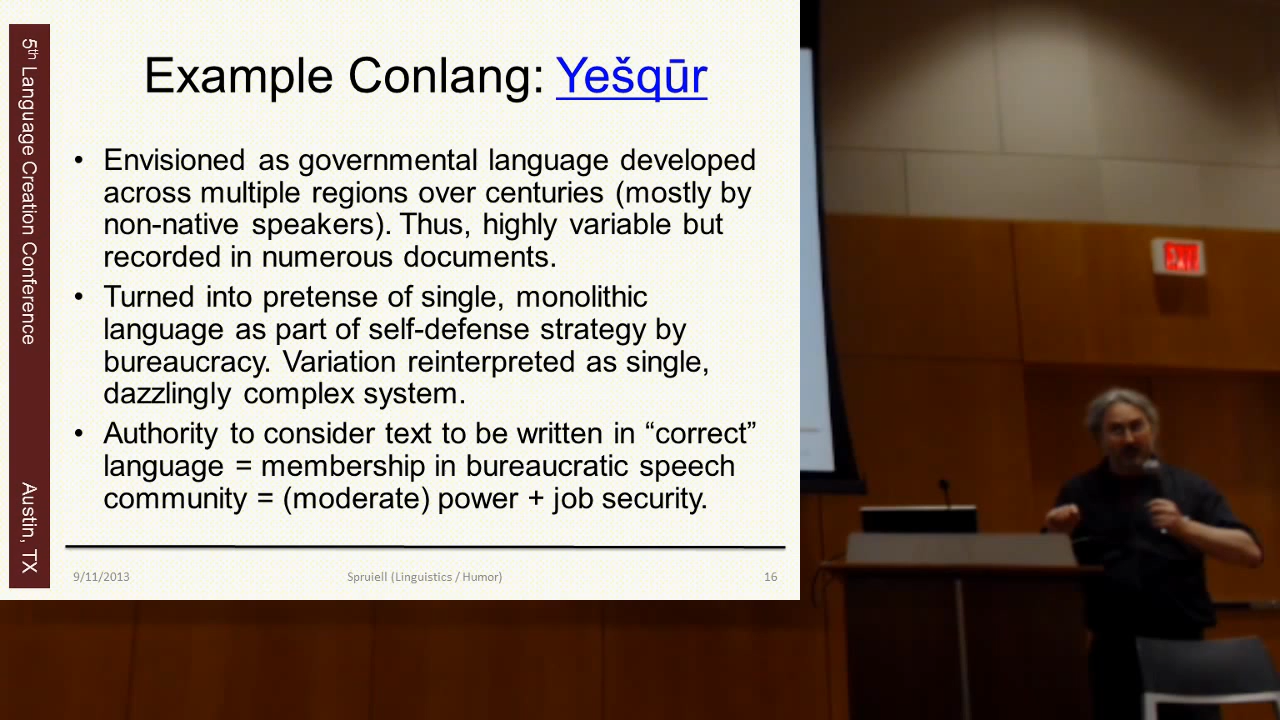 5th Language Creation Conference
Austin, TX
Example Conlang: Yešqūr
• Envisioned as governmental language developed
across multiple regions over centuries (mostly by
non-native speakers). Thus, highly variable but
recorded in numerous documents.
• Turned into pretense of single, monolithic
language as part of self-defense strategy by
bureaucracy. Variation reinterpreted as single,
dazzlingly complex system.
• Authority to consider text to be written in “correct”
language = membership in bureaucratic speech
community = (moderate) power + job security.
9/11/2013
Spruiell (Linguistics / Humor)
16
EXIT